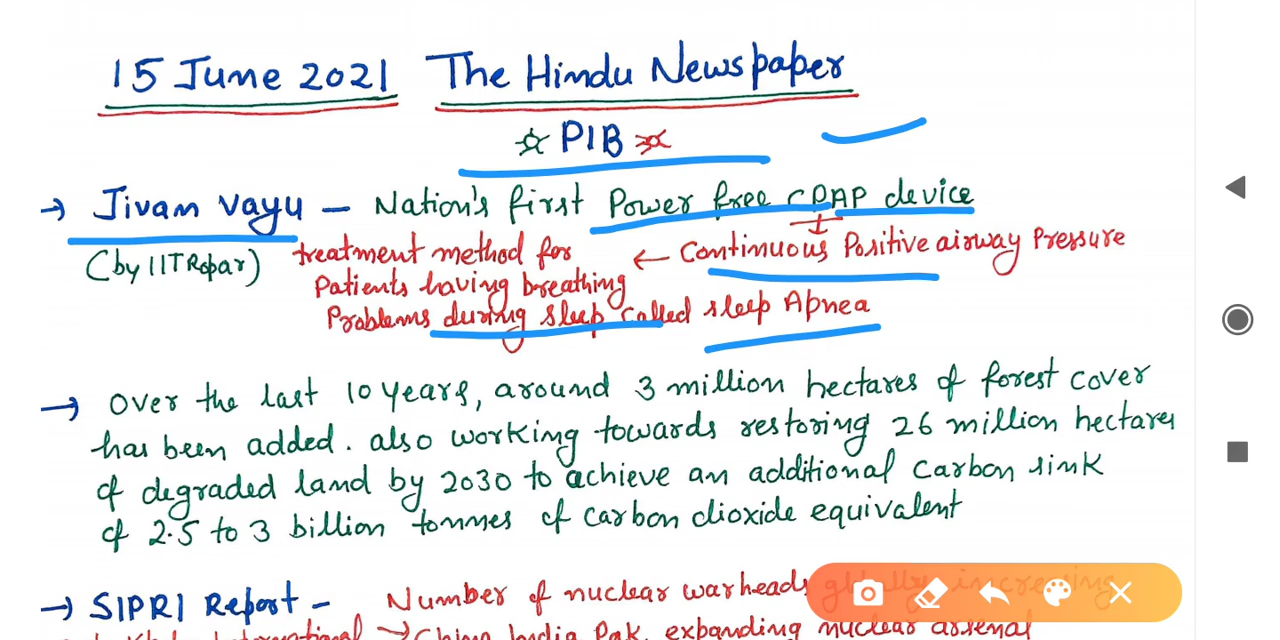 15 June 2021 The Hindu Newspaper
PIB
→ Jivan Vayu – Nation's first Power free CPAP device
(by IIT Ropar) treatment method for ← Continuous Positive airway Pressure
Patients having breathing
Problems during sleep called sleep Apnea
→ Over the last 10 years, around 3 million hectares of forest cover
has been added. also working towards restoring 26 million hectares
of degraded land by 2030 to achieve an additional carbon sink
of 2.5 to 3 billion tonnes of carbon dioxide equivalent
→ SIPRI Report – Number of nuclear warheads globally increasing
International → China, India, Pak. expanding nuclear arsenal